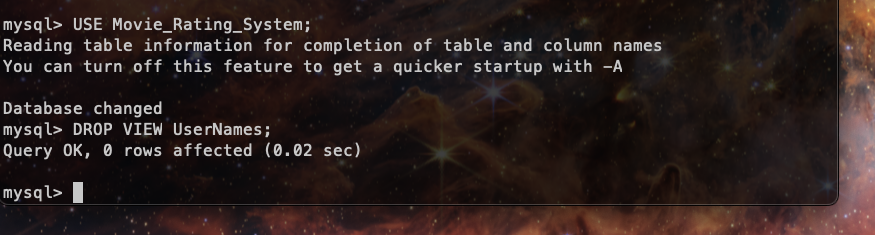 mysql> USE Movie_Rating_System;
Reading table information for completion of table and column names
You can turn off this feature to get a quicker startup with -A
Database changed
mysql> DROP VIEW UserNames;
Query OK, 0 rows affected (0.02 sec)
mysql>